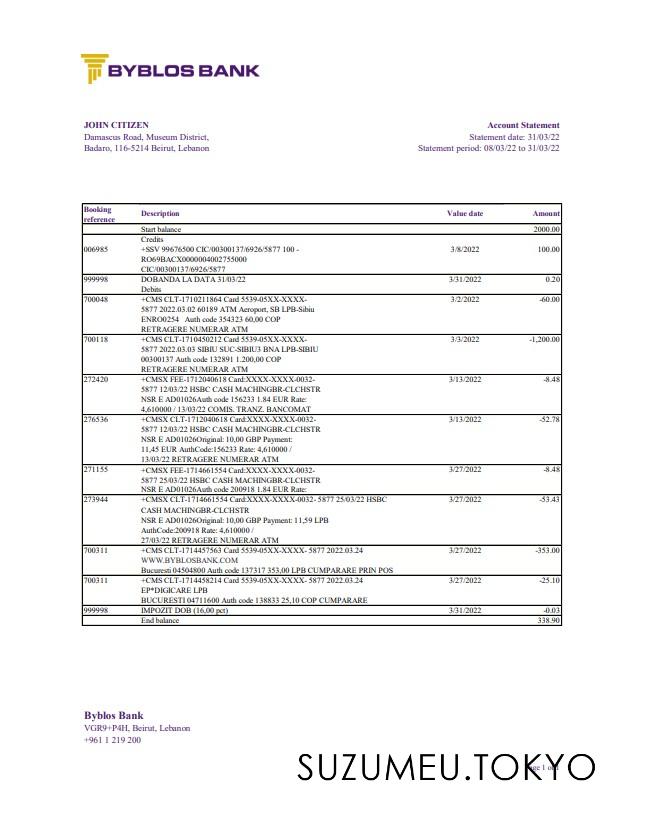 BYBLOS BANK
JOHN CITIZEN
Damascus Road, Museum District,
Badaro, 116-5214 Beirut, Lebanon
Account Statement
Statement date: 31/03/22
Statement period: 08/03/22 to 31/03/22
Booking reference Description Value date Amount
Start balance 2000.00
Credits
006985 +SSV 99676500 CIC/00300137/6926/5877 100 - 3/8/2022 100.00
RO69BACX0000004002755000
CIC/00300137/6926/5877
999998 DOBANDA LA DATA 31/03/22 3/31/2022 0.20
Debits
700048 +CMS CLT-1710211864 Card 5539-05XX-XXXX- 3/2/2022 -60.00
5877 2022.03.02 60189 ATM Aeroport, SB LPB-Sibiu
ENRO0254 Auth code 354323 60,00 COP
RETRAGERE NUMERAR ATM
700118 +CMS CLT-1710450212 Card 5539-05XX-XXXX- 3/3/2022 -1,200.00
5877 2022.03.03 SIBIU SUC-SIBIU3 BNA LPB-SIBIU
00300137 Auth code 132891 1.200,00 COP
RETRAGERE NUMERAR ATM
272420 +CMSX FEE-1712040618 Card:XXXX-XXXX-0032- 3/13/2022 -8.48
5877 12/03/22 HSBC CASH MACHINGBR-CLCHSTR
NSR E AD01026Auth code 156233 1.84 EUR Rate:
4,610000 / 13/03/22 COMIS. TRANZ. BANCOMAT
276536 +CMSX CLT-1712040618 Card:XXXX-XXXX-0032- 3/13/2022 -52.78
5877 12/03/22 HSBC CASH MACHINGBR-CLCHSTR
NSR E AD01026Original: 10,00 GBP Payment:
11,45 EUR AuthCode:156233 Rate: 4,610000 /
13/03/22 RETRAGERE NUMERAR ATM
271155 +CMSX FEE-1714661554 Card:XXXX-XXXX-0032- 3/27/2022 -8.48
5877 25/03/22 HSBC CASH MACHINGBR-CLCHSTR
NSR E AD01026Auth code 200918 1.84 EUR Rate:
273944 +CMSX CLT-1714661554 Card:XXXX-XXXX-0032- 5877 25/03/22 HSBC 3/27/2022 -53.43
CASH MACHINGBR-CLCHSTR
NSR E AD01026Original: 10,00 GBP Payment: 11,59 LPB
AuthCode:200918 Rate: 4,610000 /
27/03/22 RETRAGERE NUMERAR ATM
700311 +CMS CLT-1714457563 Card 5539-05XX-XXXX- 5877 2022.03.24 3/27/2022 -353.00
WWW.BYBLOSBANK.COM
Bucuresti 04504800 Auth code 137317 353,00 LPB CUMPARARE PRIN POS
700311 +CMS CLT-1714458214 Card 5539-05XX-XXXX- 5877 2022.03.24 3/27/2022 -25.10
EP*DIGICARE LPB
BUCURESTI 04711600 Auth code 138833 25,10 COP CUMPARARE
999998 IMPOZIT DOB (16,00 pct) 3/31/2022 -0.03
End balance 338.90
Byblos Bank
VGR9+P4H, Beirut, Lebanon
+961 1 219 200
SUZUMEU.TOKYO